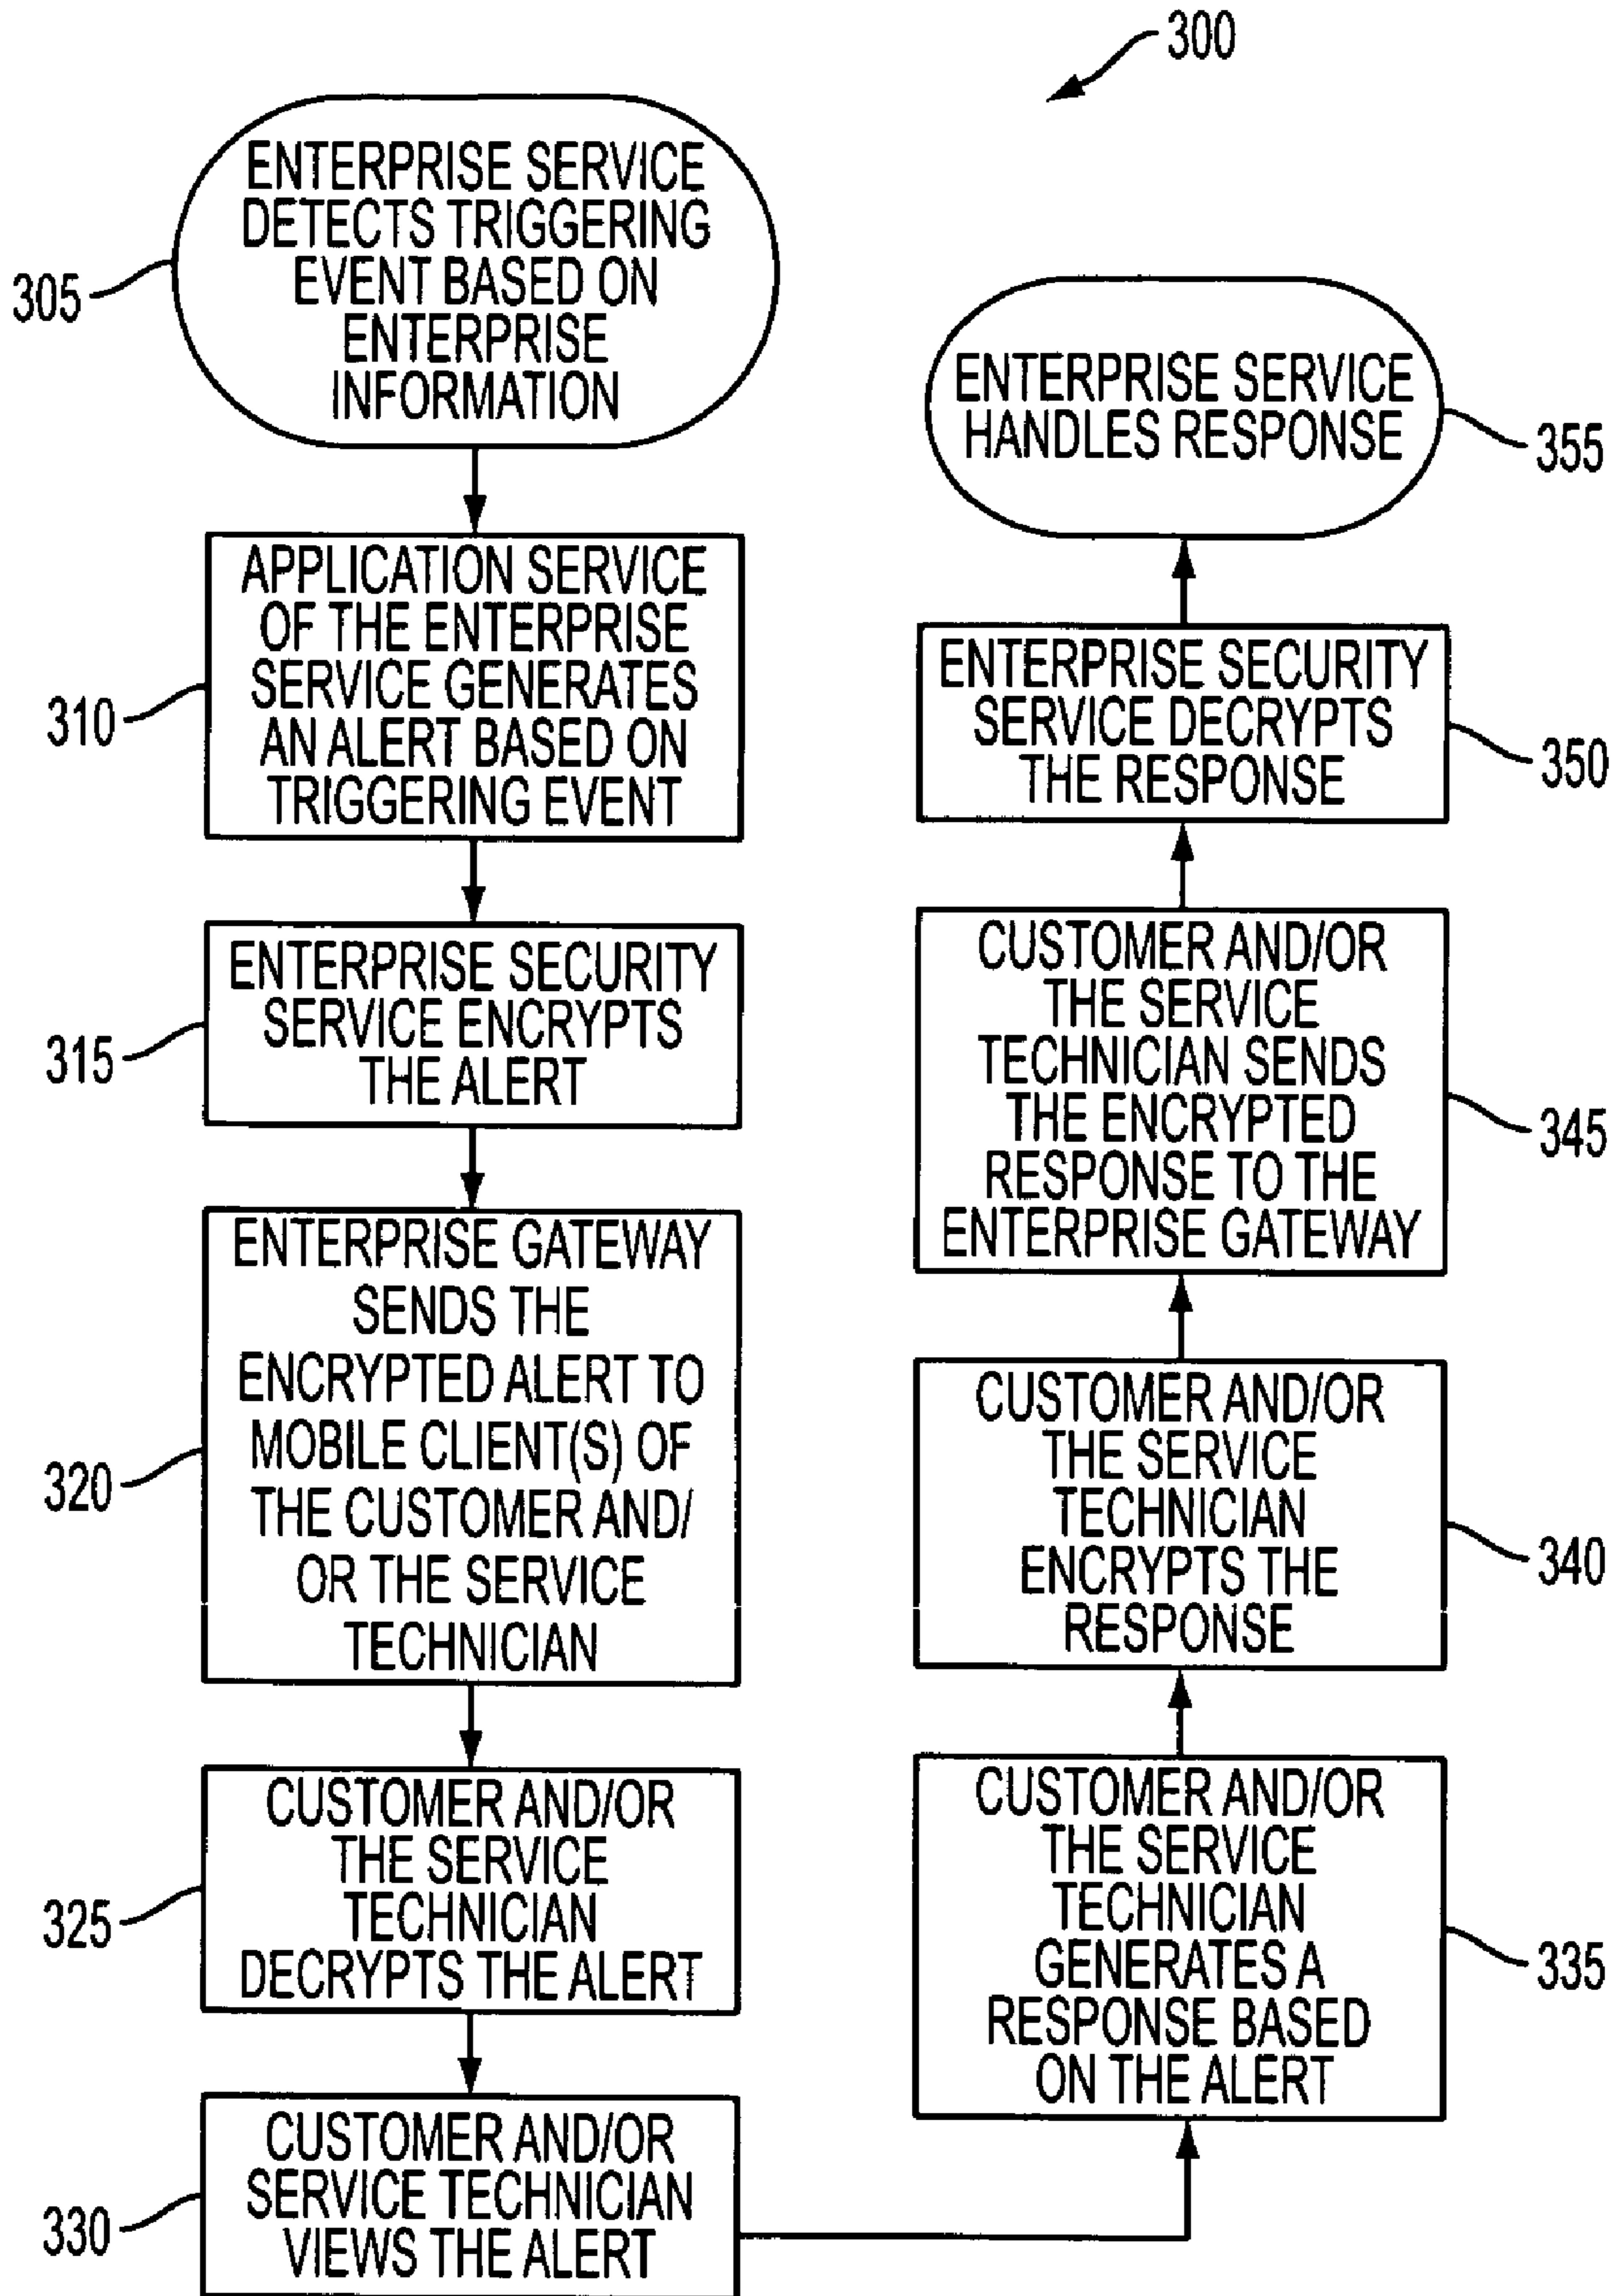 300
305
ENTERPRISE SERVICE
DETECTS TRIGGERING
EVENT BASED ON
ENTERPRISE
INFORMATION
310
APPLICATION SERVICE
OF THE ENTERPRISE
SERVICE GENERATES
AN ALERT BASED ON
TRIGGERING EVENT
315
ENTERPRISE SECURITY
SERVICE ENCRYPTS
THE ALERT
320
ENTERPRISE GATEWAY
SENDS THE
ENCRYPTED ALERT TO
MOBILE CLIENT(S) OF
THE CUSTOMER AND/
OR THE SERVICE
TECHNICIAN
325
CUSTOMER AND/OR
THE SERVICE
TECHNICIAN
DECRYPTS THE ALERT
330
CUSTOMER AND/OR
SERVICE TECHNICIAN
VIEWS THE ALERT
CUSTOMER AND/OR
THE SERVICE
TECHNICIAN
GENERATES A
RESPONSE BASED
ON THE ALERT
335
CUSTOMER AND/OR
THE SERVICE
TECHNICIAN
ENCRYPTS THE
RESPONSE
340
CUSTOMER AND/OR
THE SERVICE
TECHNICIAN SENDS
THE ENCRYPTED
RESPONSE TO THE
ENTERPRISE GATEWAY
345
ENTERPRISE SECURITY
SERVICE DECRYPTS
THE RESPONSE
350
ENTERPRISE SERVICE
HANDLES RESPONSE
355